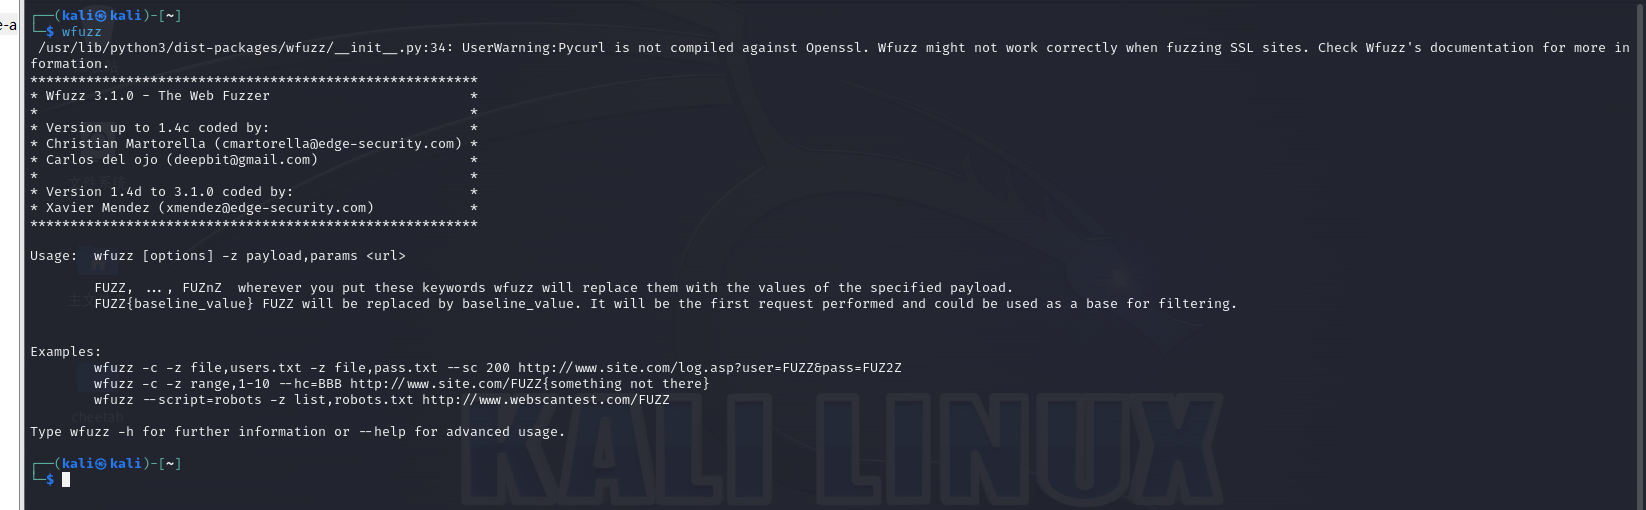 e-a
┌──(kali㉿kali)-[~]
└─$ wfuzz
 /usr/lib/python3/dist-packages/wfuzz/__init__.py:34: UserWarning:Pycurl is not compiled against Openssl. Wfuzz might not work correctly when fuzzing SSL sites. Check Wfuzz's documentation for more in
formation.
********************************************************
* Wfuzz 3.1.0 - The Web Fuzzer                         *
*                                                      *
* Version up to 1.4c coded by:                         *
* Christian Martorella (cmartorella@edge-security.com) *
* Carlos del ojo (deepbit@gmail.com)                   *
*                                                      *
* Version 1.4d to 3.1.0 coded by:                      *
* Xavier Mendez (xmendez@edge-security.com)            *
********************************************************
Usage:  wfuzz [options] -z payload,params <url>
        FUZZ, ..., FUZnZ  wherever you put these keywords wfuzz will replace them with the values of the specified payload.
        FUZZ{baseline_value} FUZZ will be replaced by baseline_value. It will be the first request performed and could be used as a base for filtering.
Examples:
        wfuzz -c -z file,users.txt -z file,pass.txt --sc 200 http://www.site.com/log.asp?user=FUZZ&pass=FUZ2Z
        wfuzz -c -z range,1-10 --hc=BBB http://www.site.com/FUZZ{something not there}
        wfuzz --script=robots -z list,robots.txt http://www.webscantest.com/FUZZ
cheetah
Type wfuzz -h for further information or --help for advanced usage.
┌──(kali㉿kali)-[~]
└─$
KALI LINUX